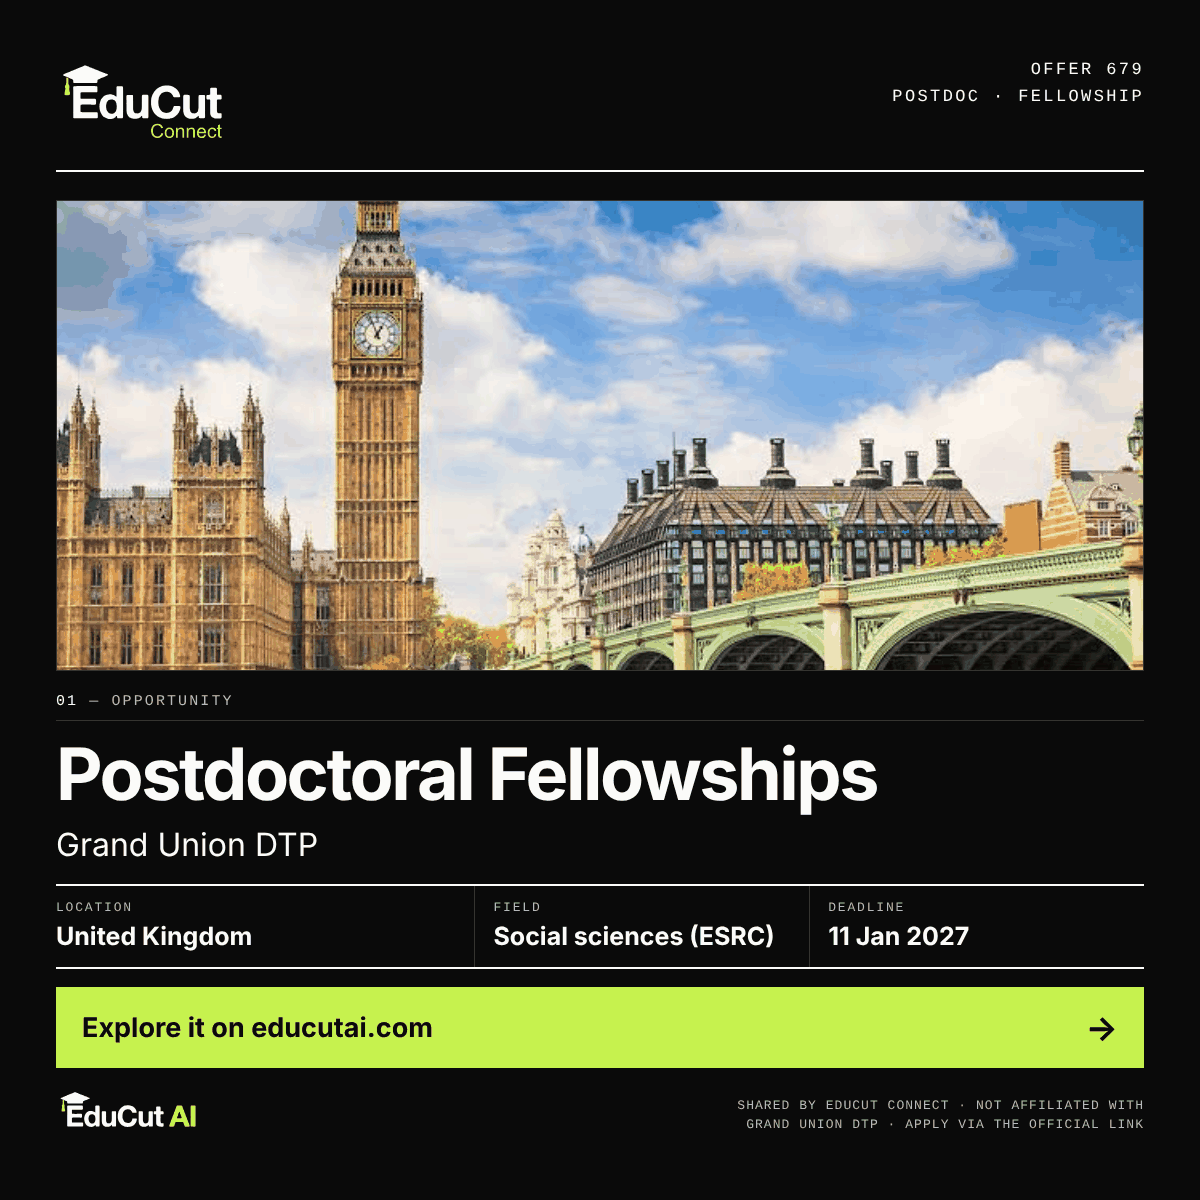 EduCut
Connect
OFFER 679
POSTDOC · FELLOWSHIP
01 — OPPORTUNITY
Postdoctoral Fellowships
Grand Union DTP
LOCATION
United Kingdom
FIELD
Social sciences (ESRC)
DEADLINE
11 Jan 2027
Explore it on educutai.com →
EduCut AI
SHARED BY EDUCUT CONNECT · NOT AFFILIATED WITH
GRAND UNION DTP · APPLY VIA THE OFFICIAL LINK